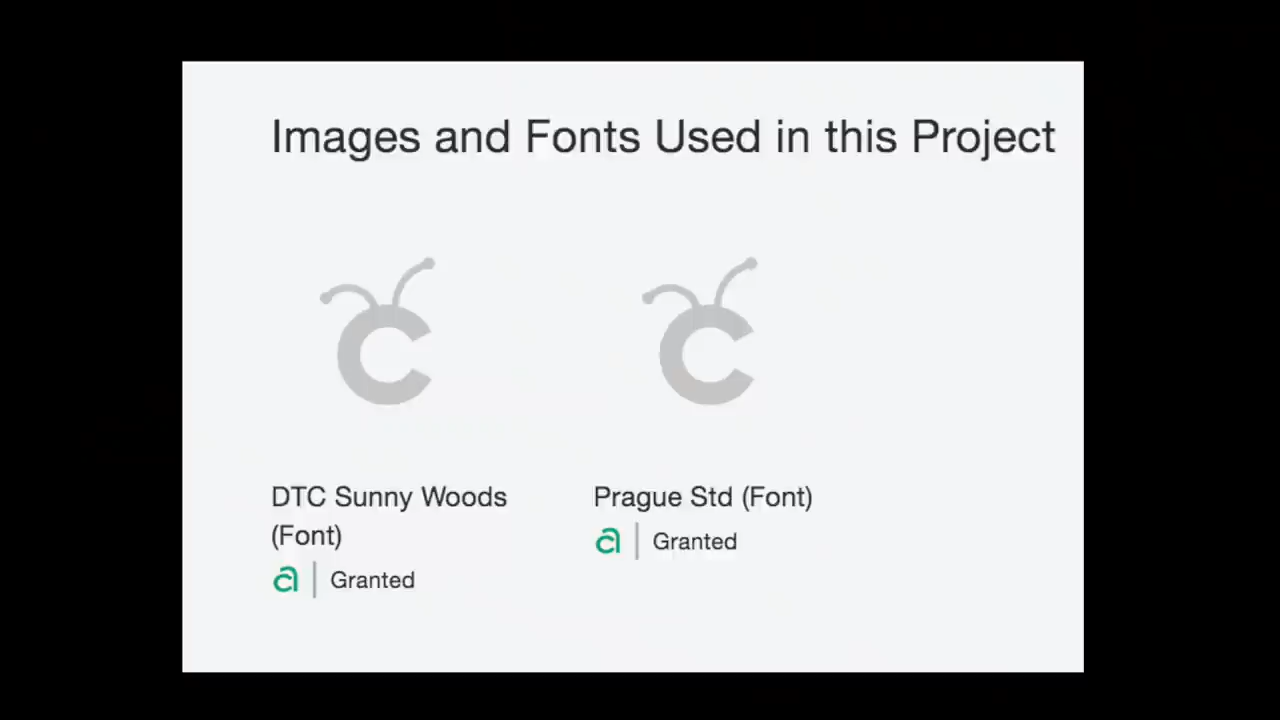 Images and Fonts Used in this Project
DTC Sunny Woods
(Font)
Granted
Prague Std (Font)
Granted